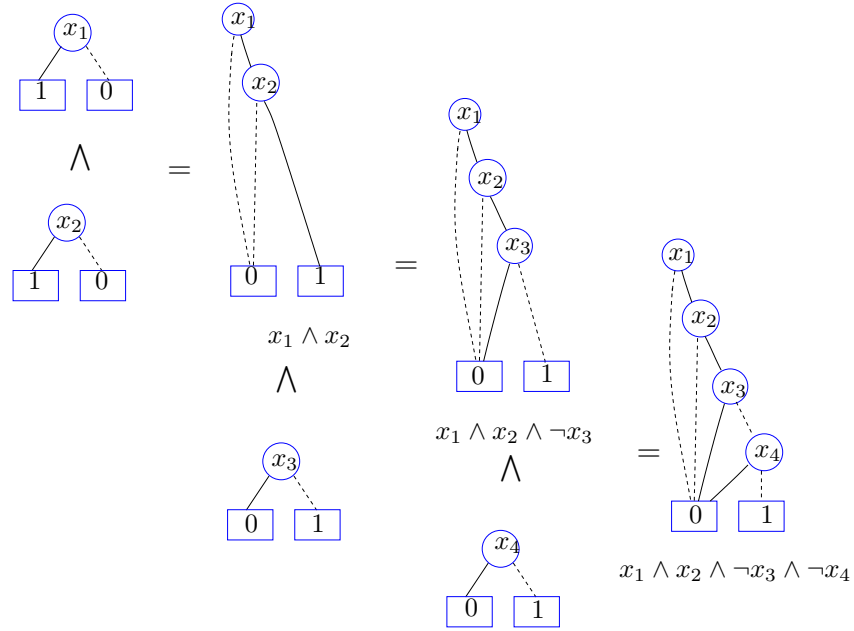 x₁
1 0
∧
x₂
1 0
=
x₁
x₂
0 1
x₁ ∧ x₂
∧
x₃
0 1
=
x₁
x₂
x₃
0 1
x₁ ∧ x₂ ∧ ¬x₃
∧
x₄
0 1
=
x₁
x₂
x₃
x₄
0 1
x₁ ∧ x₂ ∧ ¬x₃ ∧ ¬x₄